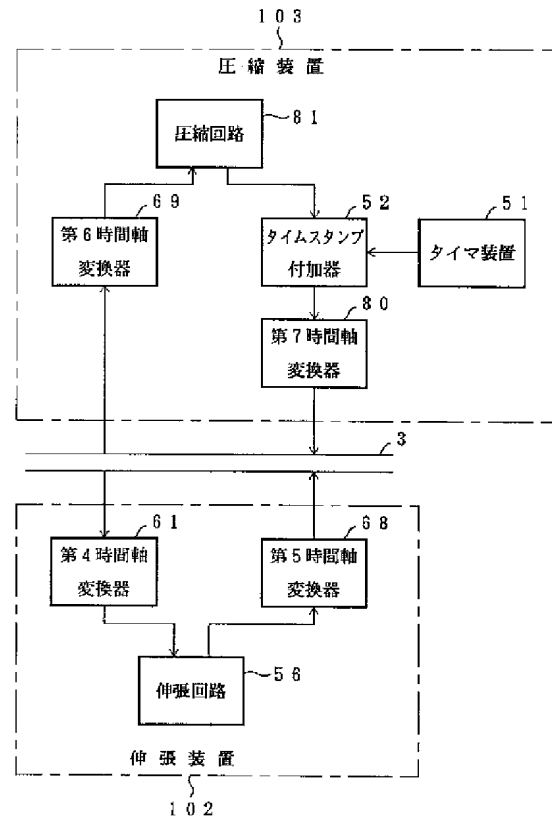 103
圧縮装置
81
圧縮回路
69
52
51
第6時間軸
変換器
タイムスタンプ
付加器
タイマ装置
80
第7時間軸
変換器
3
61
68
第4時間軸
変換器
第5時間軸
変換器
伸張回路
56
伸張装置
102